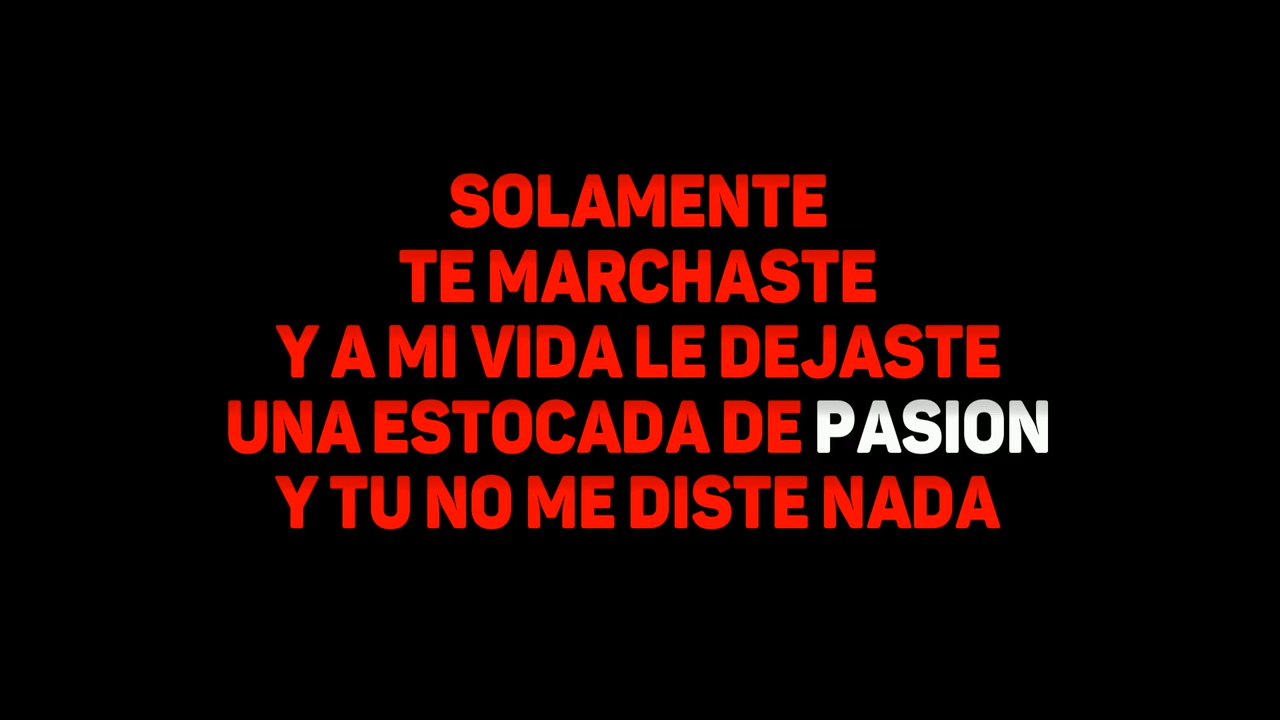 SOLAMENTE
TE MARCHASTE
Y A MI VIDA LE DEJASTE
UNA ESTOCADA DE PASION
Y TU NO ME DISTE NADA